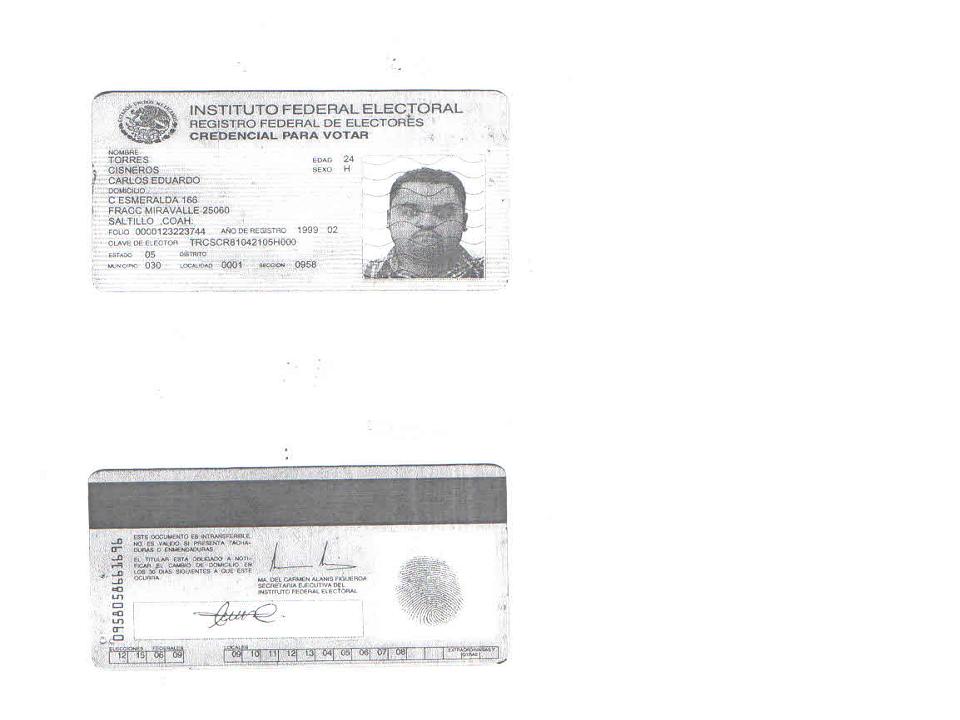 INSTITUTO FEDERAL ELECTORAL
REGISTRO FEDERAL DE ELECTORES
CREDENCIAL PARA VOTAR
NOMBRE
TORRES
CISNEROS
CARLOS EDUARDO
EDAD 24
SEXO H
DOMICILIO
C ESMERALDA 166
FRACC MIRAVALLE 25060
SALTILLO ,COAH.
FOLIO 0000123223744 AÑO DE REGISTRO 1999 02
CLAVE DE ELECTOR TRCSCR81042105H000
ESTADO 05 DISTRITO
MUNICIPIO 030 LOCALIDAD 0001 SECCION 0958
ESTE DOCUMENTO ES INTRANSFERIBLE,
NO ES VALIDO SI PRESENTA TACHA-
DURAS O ENMENDADURAS.
EL TITULAR ESTA OBLIGADO A NOTI-
FICAR EL CAMBIO DE DOMICILIO EN
LOS 30 DIAS SIGUIENTES A QUE ESTE
OCURRA.
MA. DEL CARMEN ALANIS FIGUEROA
SECRETARIA EJECUTIVA DEL
INSTITUTO FEDERAL ELECTORAL
ELECCIONES FEDERALES
12 15 06 09
LOCALES
09 10 11 12 13 04 05 06 07 08
EXTRAORDINARIAS Y
OTRAS